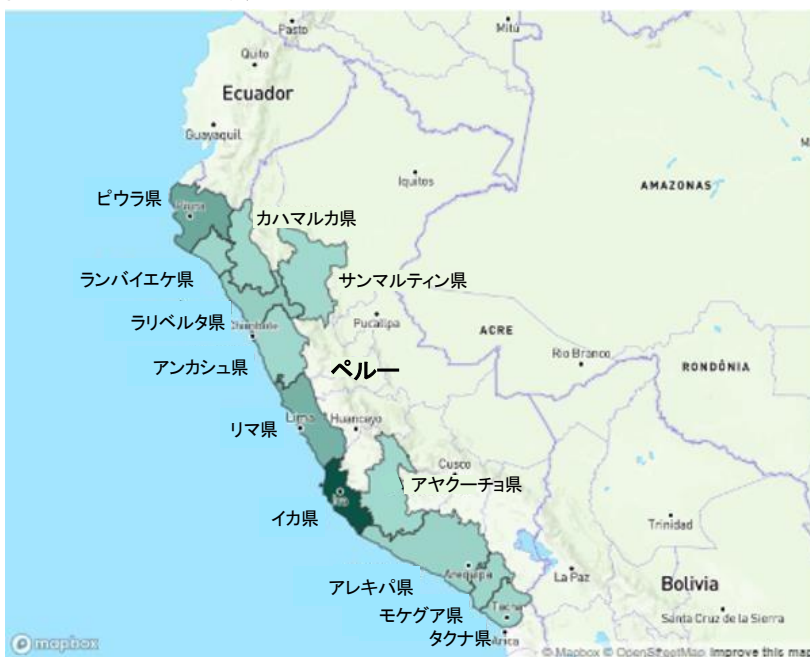 Pasto
Mitú
Quito
Ecuador
Guayaquil
Iquitos
AMAZONAS
ピウラ県
Piura
カハマルカ県
ランバイエケ県
サンマルティン県
ラリベルタ県
Chimbote
Pucallpa
ACRE
Rio Branco
RONDÔNIA
アンカシュ県
ペルー
リマ県
Lima
Huancayo
Cusco
アヤクーチョ県
イカ県
Ica
Trinidad
アレキパ県
Arequipa
La Paz
Bolivia
モケグア県
Tacna
Santa Cruz de la Sierra
タクナ県
Arica
mapbox
© Mapbox © OpenStreetMap Improve this map